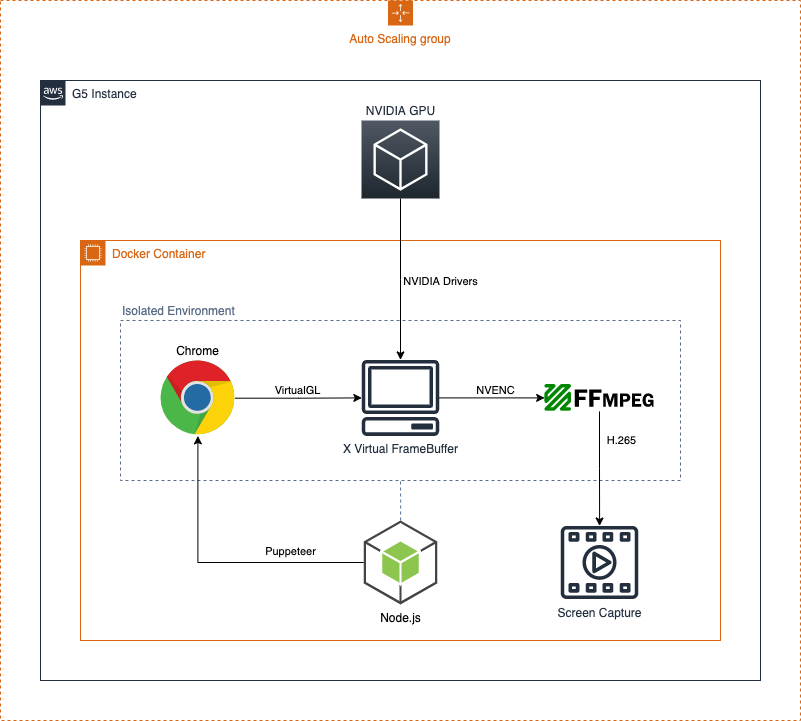 Auto Scaling group
aws
G5 Instance
NVIDIA GPU
Docker Container
NVIDIA Drivers
Isolated Environment
Chrome
VirtualGL
NVENC
FFMPEG
X Virtual FrameBuffer
H.265
Puppeteer
Node.js
Screen Capture